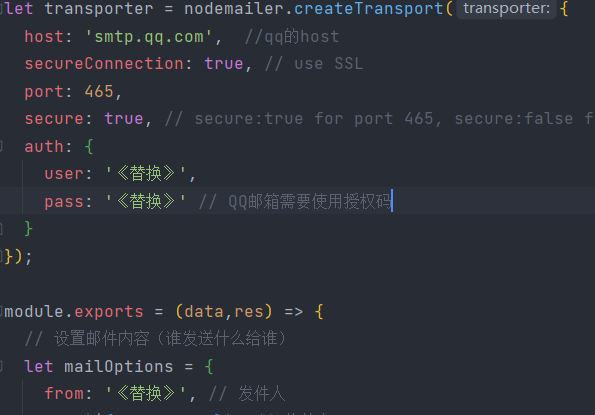 let transporter = nodemailer.createTransport( transporter: {
host: 'smtp.qq.com',  //qq的host
secureConnection: true, // use SSL
port: 465,
secure: true, // secure:true for port 465, secure:false f
auth: {
user: '《替换》',
pass: '《替换》' // QQ邮箱需要使用授权码
}
});
module.exports = (data,res) => {
// 设置邮件内容（谁发送什么给谁）
let mailOptions = {
from: '《替换》', // 发件人